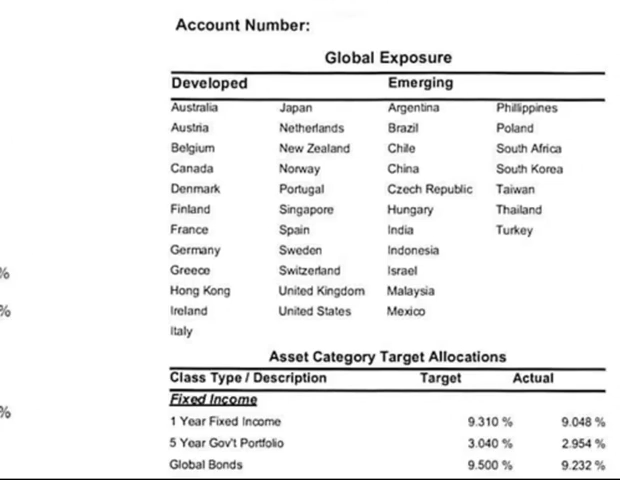 Account Number:
Global Exposure
Developed Emerging
Australia Japan Argentina Phillippines
Austria Netherlands Brazil Poland
Belgium New Zealand Chile South Africa
Canada Norway China South Korea
Denmark Portugal Czech Republic Taiwan
Finland Singapore Hungary Thailand
France Spain India Turkey
Germany Sweden Indonesia
% Greece Switzerland Israel
Hong Kong United Kingdom Malaysia
% Ireland United States Mexico
Italy
Asset Category Target Allocations
Class Type / Description Target Actual
Fixed Income
% 1 Year Fixed Income 9.310 % 9.048 %
5 Year Gov't Portfolio 3.040 % 2.954 %
Global Bonds 9.500 % 9.232 %